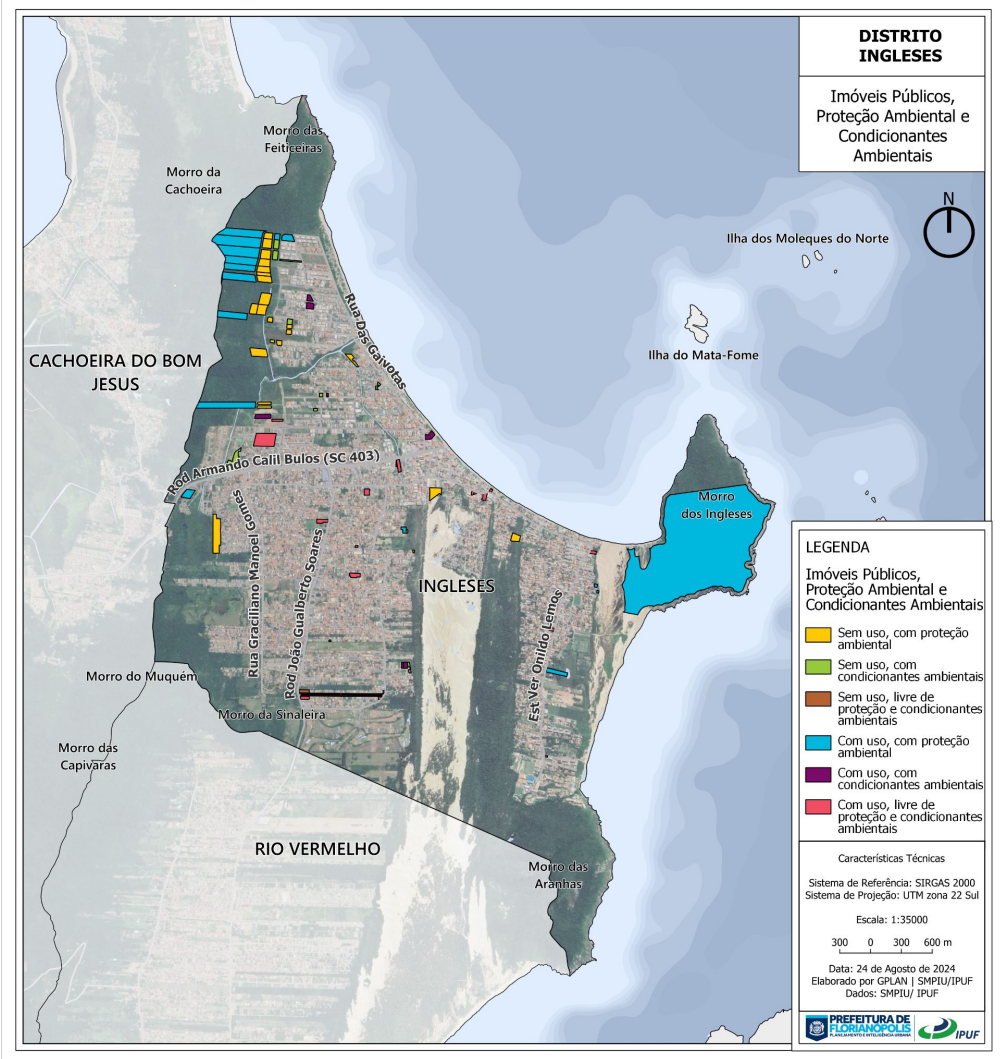 DISTRITO
INGLESES
Imóveis Públicos,
Proteção Ambiental e
Condicionantes
Ambientais
N
Morro das
Feiticeiras
Morro da
Cachoeira
Ilha dos Moleques do Norte
Ilha do Mata-Fome
Rua Das Gaivotas
CACHOEIRA DO BOM
JESUS
Rod Armando Calil Bulos (SC 403)
Morro
dos Ingleses
Rua Graciliano Manoel Gomes
Rod João Gualberto Soares
INGLESES
Est Ver Onildo Lemos
Morro do Muquém
Morro da Sinaleira
Morro das
Capivaras
RIO VERMELHO
Morro das
Aranhas
LEGENDA
Imóveis Públicos,
Proteção Ambiental e
Condicionantes Ambientais
Sem uso, com proteção
ambiental
Sem uso, com
condicionantes ambientais
Sem uso, livre de
proteção e condicionantes
ambientais
Com uso, com proteção
ambiental
Com uso, com
condicionantes ambientais
Com uso, livre de
proteção e condicionantes
ambientais
Características Técnicas
Sistema de Referência: SIRGAS 2000
Sistema de Projeção: UTM zona 22 Sul
Escala: 1:35000
300 0 300 600 m
Data: 24 de Agosto de 2024
Elaborado por GPLAN | SMPIU/IPUF
Dados: SMPIU/ IPUF
PREFEITURA DE
FLORIANÓPOLIS
PLANEJAMENTO E INTELIGÊNCIA URBANA
IPUF